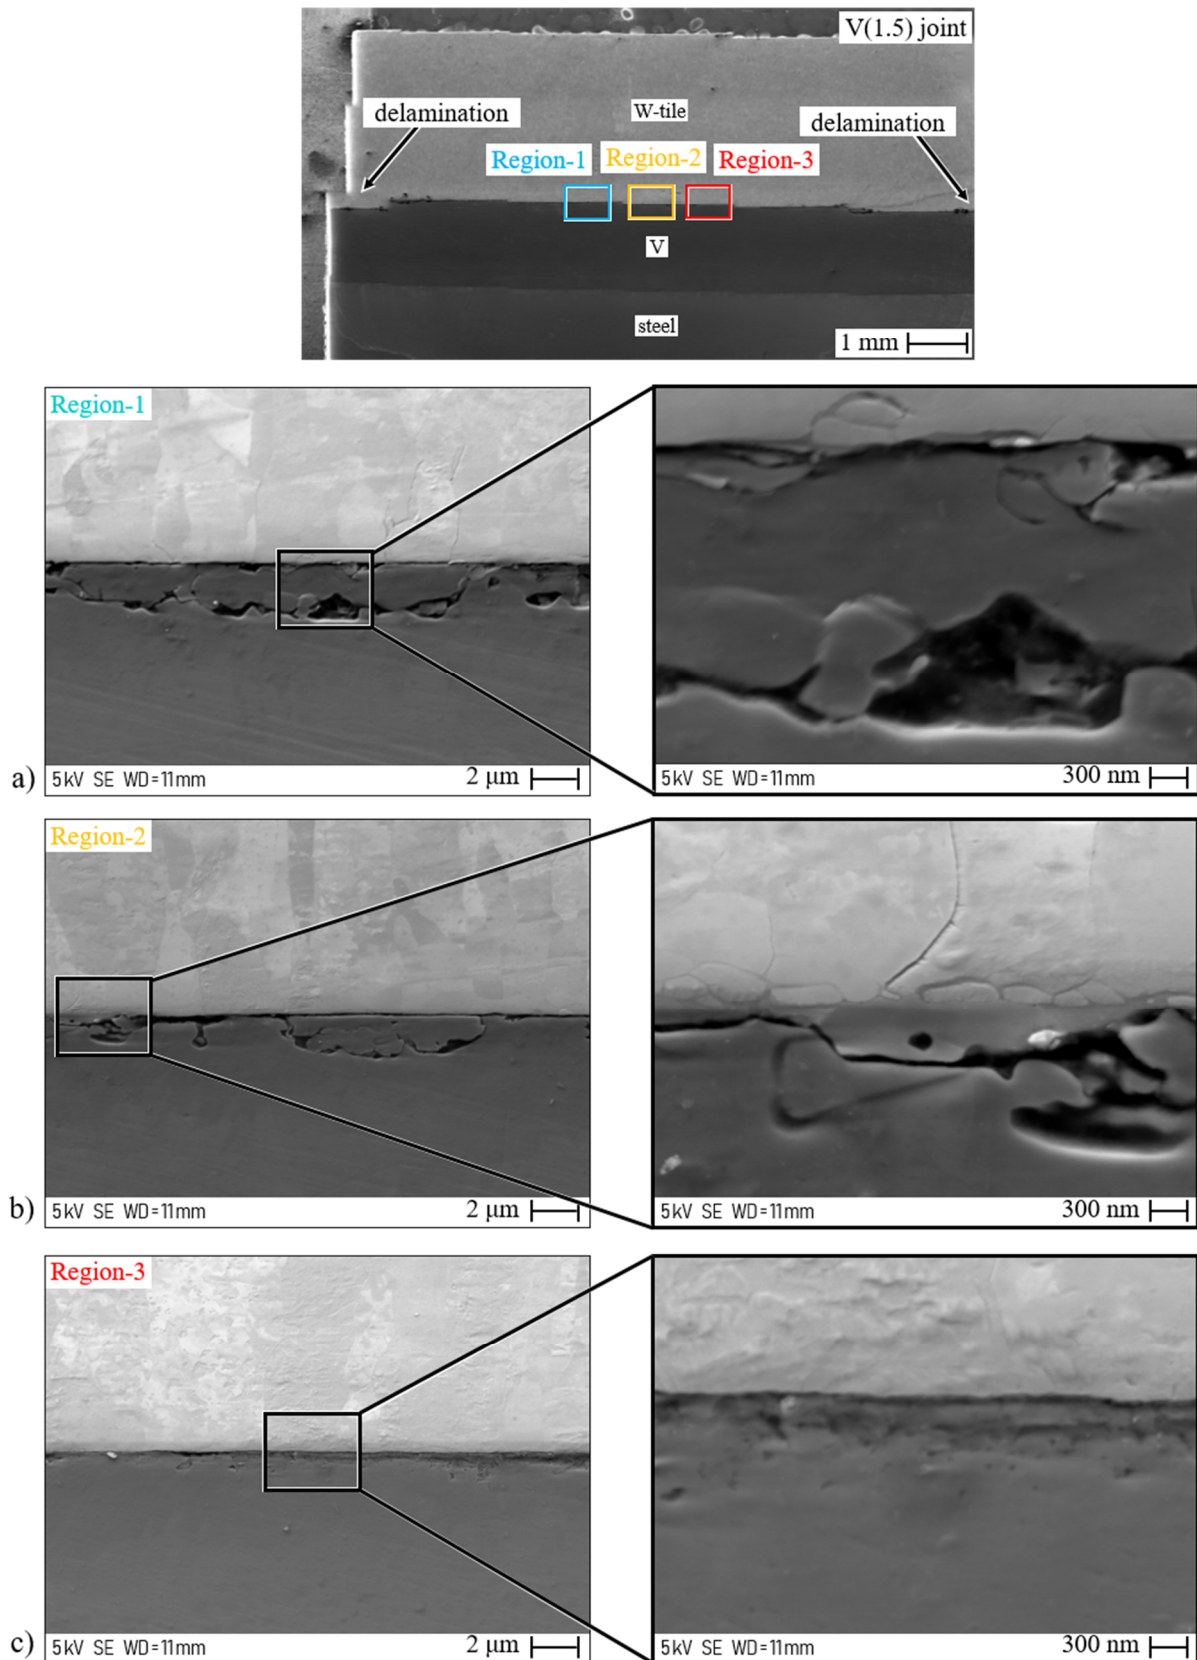 V(1.5) joint
delamination
W-tile
delamination
Region-1
Region-2
Region-3
V
steel
1 mm
Region-1
a)
5kV SE WD=11mm
2 μm
5kV SE WD=11mm
300 nm
Region-2
b)
5kV SE WD=11mm
2 μm
5kV SE WD=11mm
300 nm
Region-3
c)
5kV SE WD=11mm
2 μm
5kV SE WD=11mm
300 nm